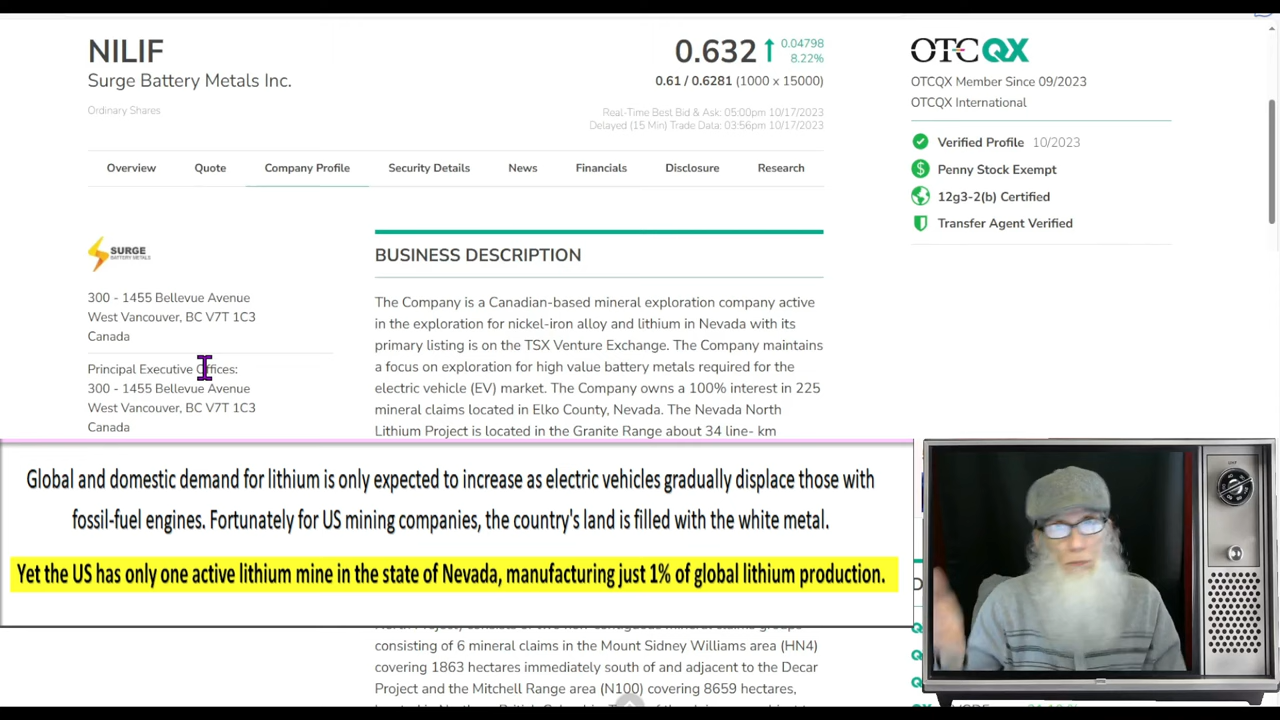 NILIF
Surge Battery Metals Inc.
Ordinary Shares
0.632
0.04798
8.22%
0.61 / 0.6281 (1000 x 15000)
Real-Time Best Bid & Ask: 05:00pm 10/17/2023
Delayed (15 Min) Trade Data: 03:56pm 10/17/2023
OTCQX
OTCQX Member Since 09/2023
OTCQX International
Verified Profile 10/2023
Penny Stock Exempt
12g3-2(b) Certified
Transfer Agent Verified
Overview Quote Company Profile Security Details News Financials Disclosure Research
SURGE
BATTERY METALS
300 - 1455 Bellevue Avenue
West Vancouver, BC V7T 1C3
Canada
Principal Executive Offices:
300 - 1455 Bellevue Avenue
West Vancouver, BC V7T 1C3
Canada
BUSINESS DESCRIPTION
The Company is a Canadian-based mineral exploration company active
in the exploration for nickel-iron alloy and lithium in Nevada with its
primary listing is on the TSX Venture Exchange. The Company maintains
a focus on exploration for high value battery metals required for the
electric vehicle (EV) market. The Company owns a 100% interest in 225
mineral claims located in Elko County, Nevada. The Nevada North
Lithium Project is located in the Granite Range about 34 line- km
Global and domestic demand for lithium is only expected to increase as electric vehicles gradually displace those with
fossil-fuel engines. Fortunately for US mining companies, the country's land is filled with the white metal.
Yet the US has only one active lithium mine in the state of Nevada, manufacturing just 1% of global lithium production.
consisting of 6 mineral claims in the Mount Sidney Williams area (HN4)
covering 1863 hectares immediately south of and adjacent to the Decar
Project and the Mitchell Range area (N100) covering 8659 hectares,